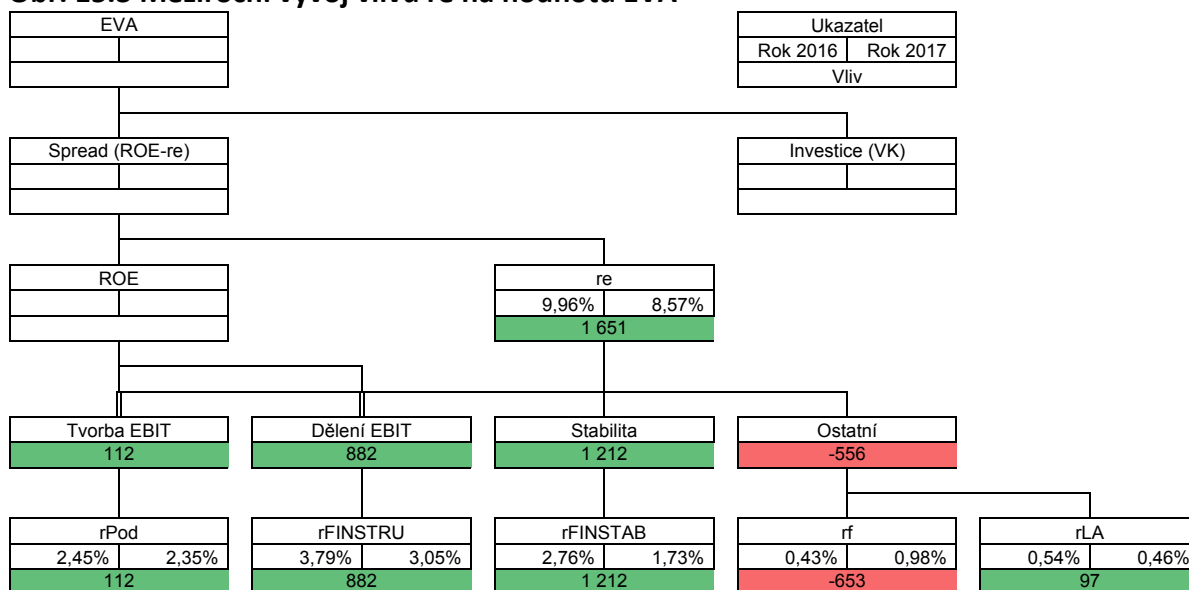 EVA
Ukazatel
Rok 2016 Rok 2017
Vliv
Spread (ROE-re)
Investice (VK)
ROE
re
9,96% 8,57%
1 651
Tvorba EBIT
Dělení EBIT
Stabilita
Ostatní
112
882
1 212
-556
rPod
rFINSTRU
rFINSTAB
rf
rLA
2,45% 2,35%
3,79% 3,05%
2,76% 1,73%
0,43% 0,98%
0,54% 0,46%
112
882
1 212
-653
97